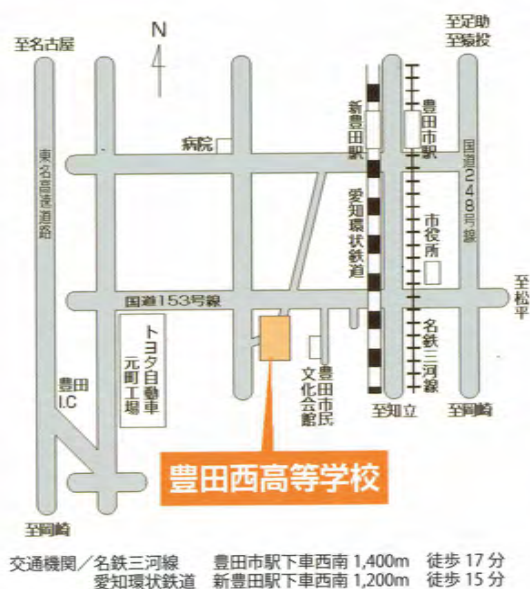 至足助
至猿投
至名古屋
N
新豊田駅
豊田市駅
病院
東名高速道路
国道248号線
愛知環状鉄道
市役所
至松平
国道153号線
名鉄三河線
トヨタ自動車
元町工場
豊田市民
文化会館
豊田
I.C
至知立
至岡崎
豊田西高等学校
至岡崎
交通機関／名鉄三河線 豊田市駅下車西南1,400m 徒歩17分
愛知環状鉄道 新豊田駅下車西南1,200m 徒歩15分